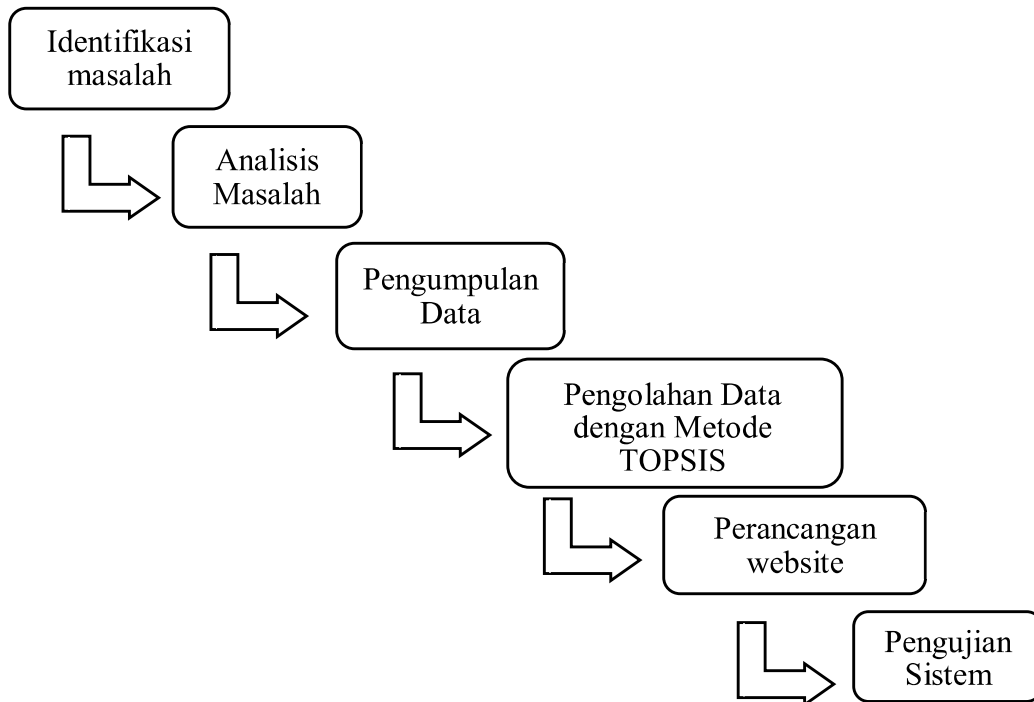 Identifikasi
masalah
Analisis
Masalah
Pengumpulan
Data
Pengolahan Data
dengan Metode
TOPSIS
Perancangan
website
Pengujian
Sistem